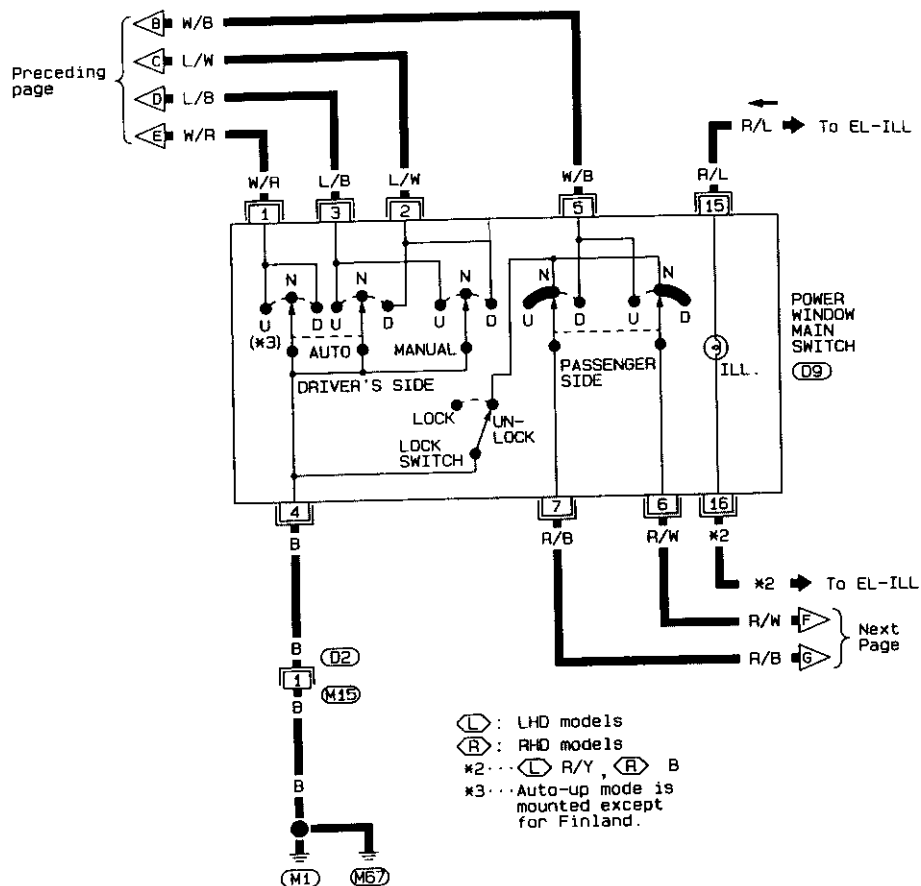 B W/B
C L/W
Preceding page
D L/B
E W/R
R/L To EL-ILL
W/R L/B L/W W/B R/L
1 3 2 5 15
N N N N N
U D U D U D U D U D
(*3)
AUTO MANUAL
DRIVER'S SIDE
PASSENGER SIDE
ILL.
POWER WINDOW MAIN SWITCH
D9
LOCK UN-LOCK
LOCK SWITCH
4 7 6 16
B R/B R/W *2
*2 To EL-ILL
R/W F
Next Page
R/B G
B D2
1 M15
B
B
M1 M67
L : LHD models
R : RHD models
*2··· L R/Y , R B
*3···Auto-up mode is
mounted except
for Finland.